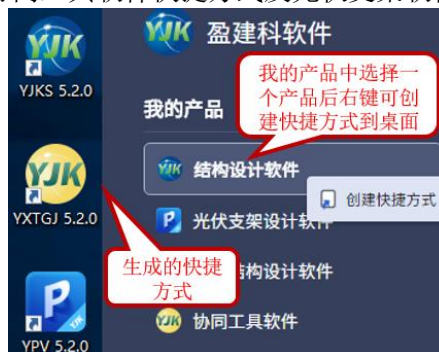 YJK
YJKS 5.2.0
YJK
YXTGJ 5.2.0
YPV 5.2.0
YJK 盈建科软件
我的产品
我的产品中选择一
个产品后右键可创
建快捷方式到桌面
YJK 结构设计软件
创建快捷方式
光伏支架设计软件
生成的快捷
方式
结构设计软件
YJK 协同工具软件